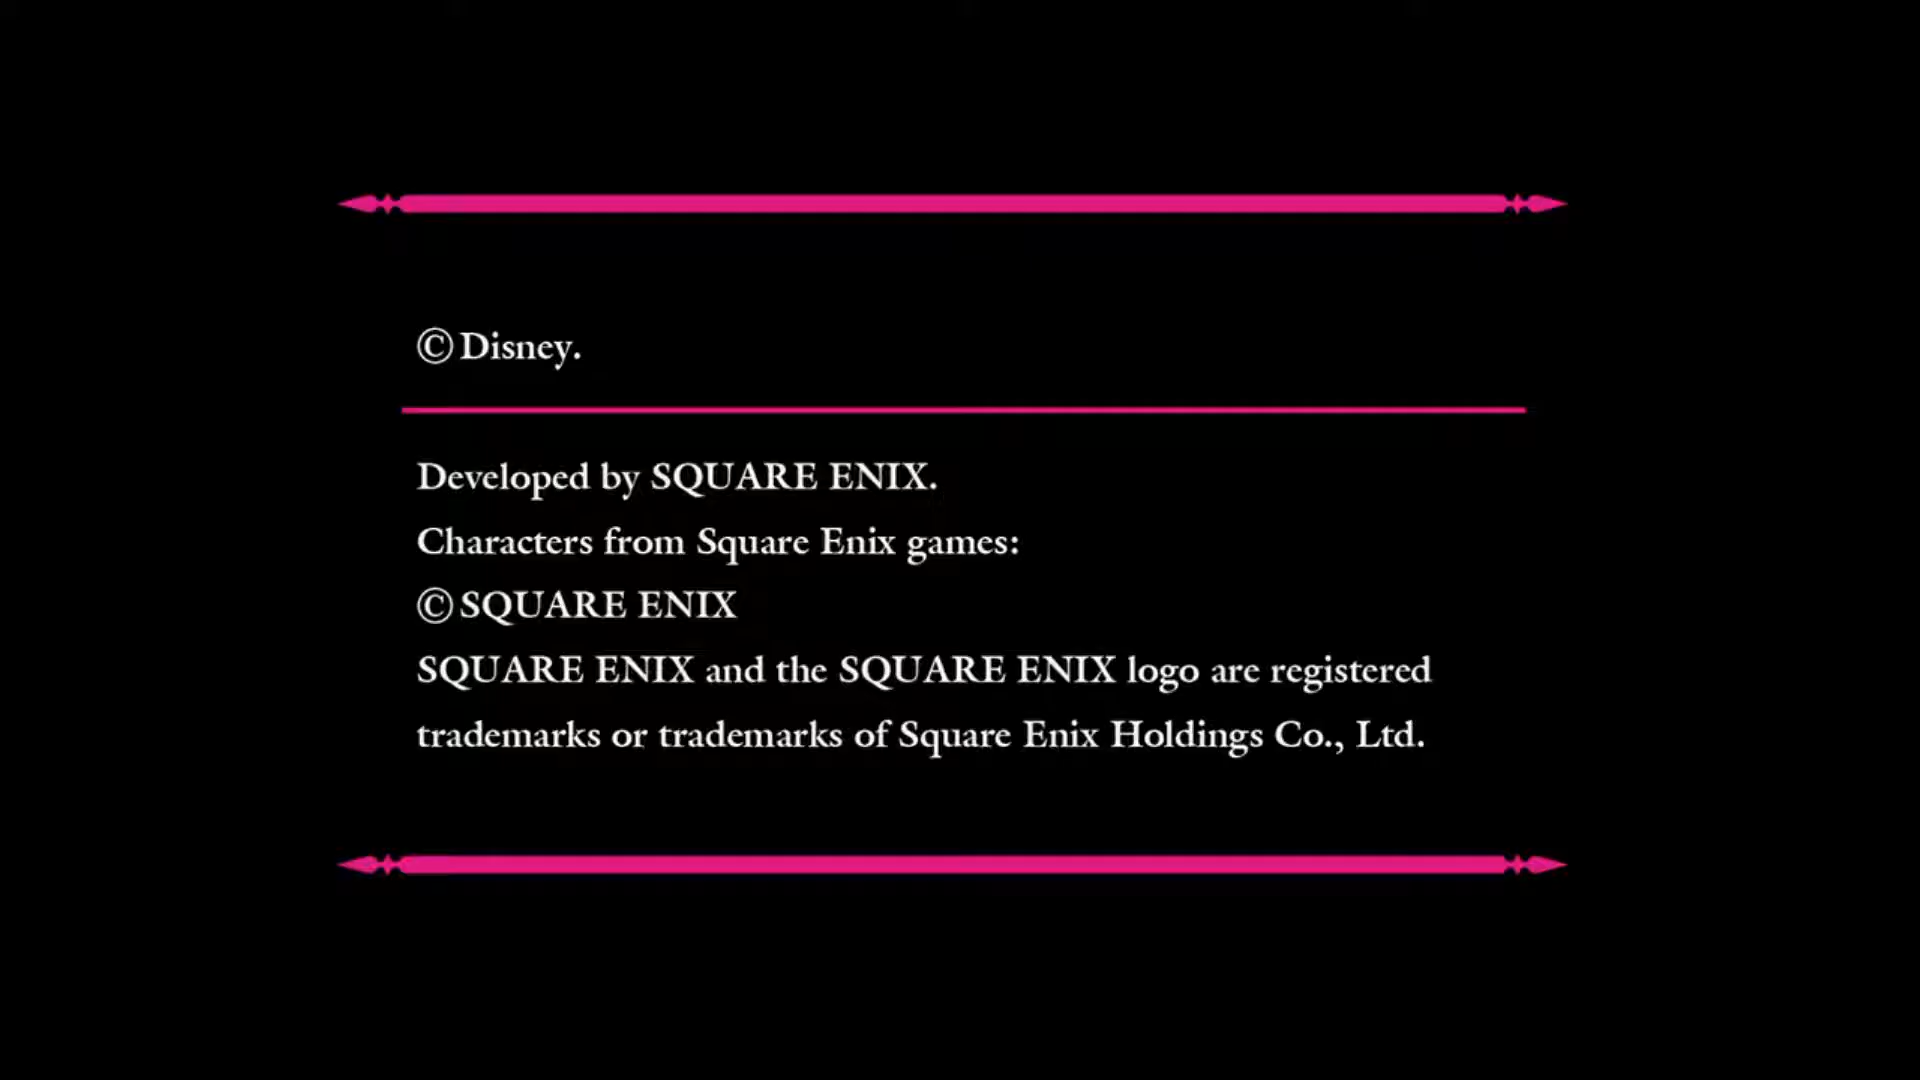 © Disney.
Developed by SQUARE ENIX.
Characters from Square Enix games:
© SQUARE ENIX
SQUARE ENIX and the SQUARE ENIX logo are registered
trademarks or trademarks of Square Enix Holdings Co., Ltd.